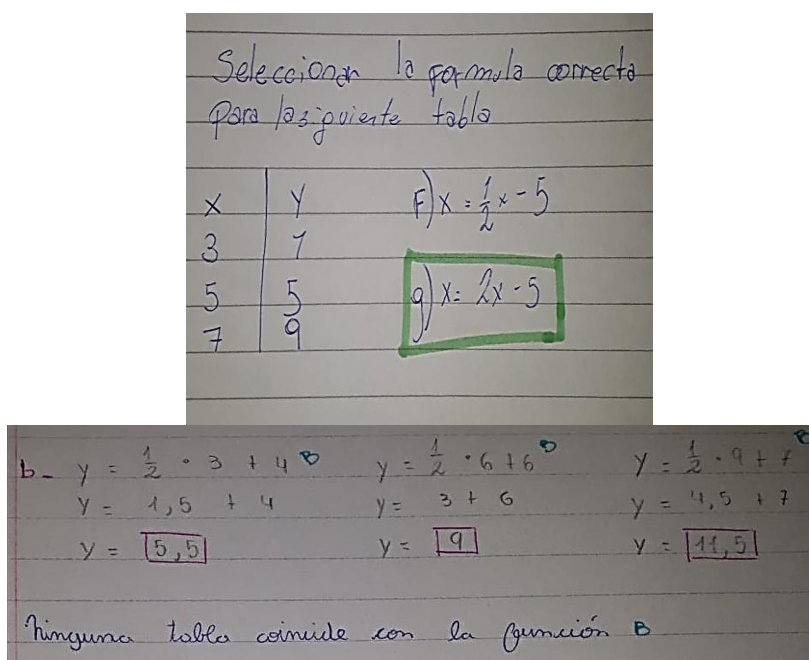 Seleccionar la formula correcta
para la siguiente tabla
x y F) x = 1/2 x - 5
3 1
5 5 g) x = 2x - 5
7 9
b- y = 1/2 · 3 + 4 B y = 1/2 · 6 + 6 B y = 1/2 · 9 + 7 B
y = 1,5 + 4 y = 3 + 6 y = 4,5 + 7
y = 5,5 y = 9 y = 11,5
Ninguna tabla coincide con la función B